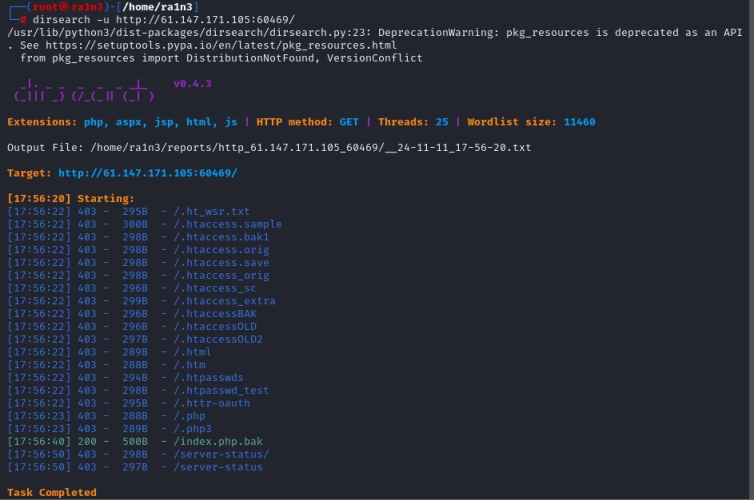 ┌──(root㉿ra1n3)-[/home/ra1n3]
└─# dirsearch -u http://61.147.171.105:60469/
/usr/lib/python3/dist-packages/dirsearch/dirsearch.py:23: DeprecationWarning: pkg_resources is deprecated as an API
. See https://setuptools.pypa.io/en/latest/pkg_resources.html
  from pkg_resources import DistributionNotFound, VersionConflict
  _|. _ _  _  _  _ _|_    v0.4.3
 (_||| _) (/_(_|| (_| )
Extensions: php, aspx, jsp, html, js | HTTP method: GET | Threads: 25 | Wordlist size: 11460
Output File: /home/ra1n3/reports/http_61.147.171.105_60469/__24-11-11_17-56-20.txt
Target: http://61.147.171.105:60469/
[17:56:20] Starting:
[17:56:22] 403 -  295B  - /.ht_wsr.txt
[17:56:22] 403 -  300B  - /.htaccess.sample
[17:56:22] 403 -  298B  - /.htaccess.bak1
[17:56:22] 403 -  298B  - /.htaccess.orig
[17:56:22] 403 -  298B  - /.htaccess.save
[17:56:22] 403 -  298B  - /.htaccess_orig
[17:56:22] 403 -  296B  - /.htaccess_sc
[17:56:22] 403 -  299B  - /.htaccess_extra
[17:56:22] 403 -  296B  - /.htaccessBAK
[17:56:22] 403 -  296B  - /.htaccessOLD
[17:56:22] 403 -  297B  - /.htaccessOLD2
[17:56:22] 403 -  289B  - /.html
[17:56:22] 403 -  288B  - /.htm
[17:56:22] 403 -  294B  - /.htpasswds
[17:56:22] 403 -  298B  - /.htpasswd_test
[17:56:22] 403 -  295B  - /.httr-oauth
[17:56:23] 403 -  288B  - /.php
[17:56:23] 403 -  289B  - /.php3
[17:56:40] 200 -  500B  - /index.php.bak
[17:56:50] 403 -  298B  - /server-status/
[17:56:50] 403 -  297B  - /server-status
Task Completed